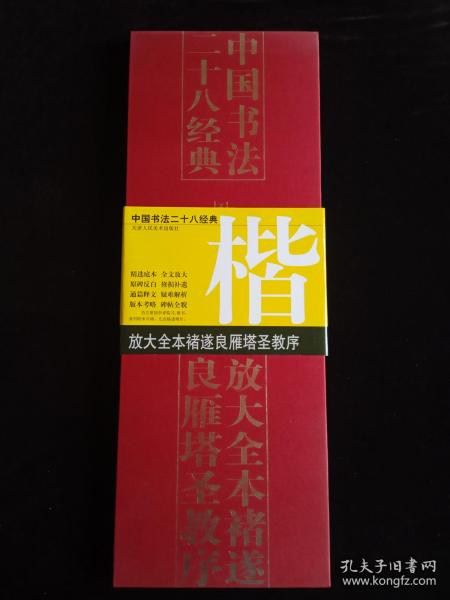 中国书法
二十八经典
中国书法二十八经典
天津人民美术出版社
楷
精选底本 全文放大
原碑反白 修损补遗
通篇释文 疑难解析
版本考略 碑帖全貌
放大全本褚遂良雁塔圣教序
放大全本褚遂
良雁塔圣教序
孔夫子旧书网
www.kongfz.com